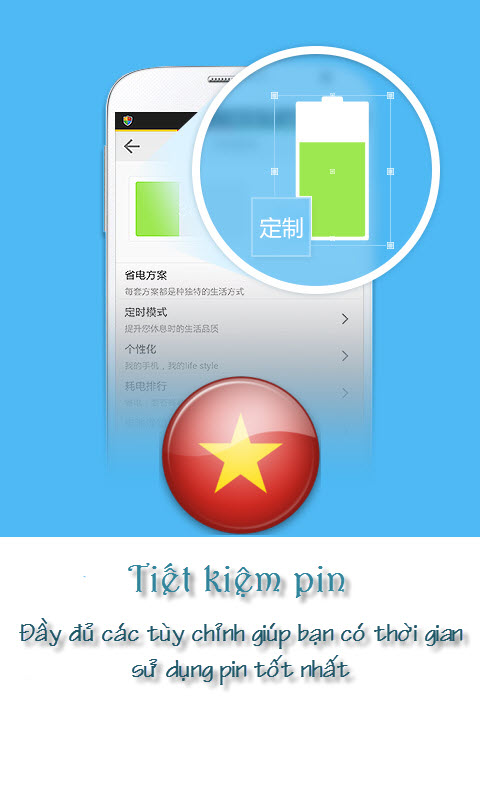 定制
省电方案
每套方案都是种独特的生活方式
定时模式
提升您休息时的生活品质
个性化
我的手机，我的life style
耗电排行
Tiết kiệm pin
Đầy đủ các tùy chỉnh giúp bạn có thời gian
sử dụng pin tốt nhất